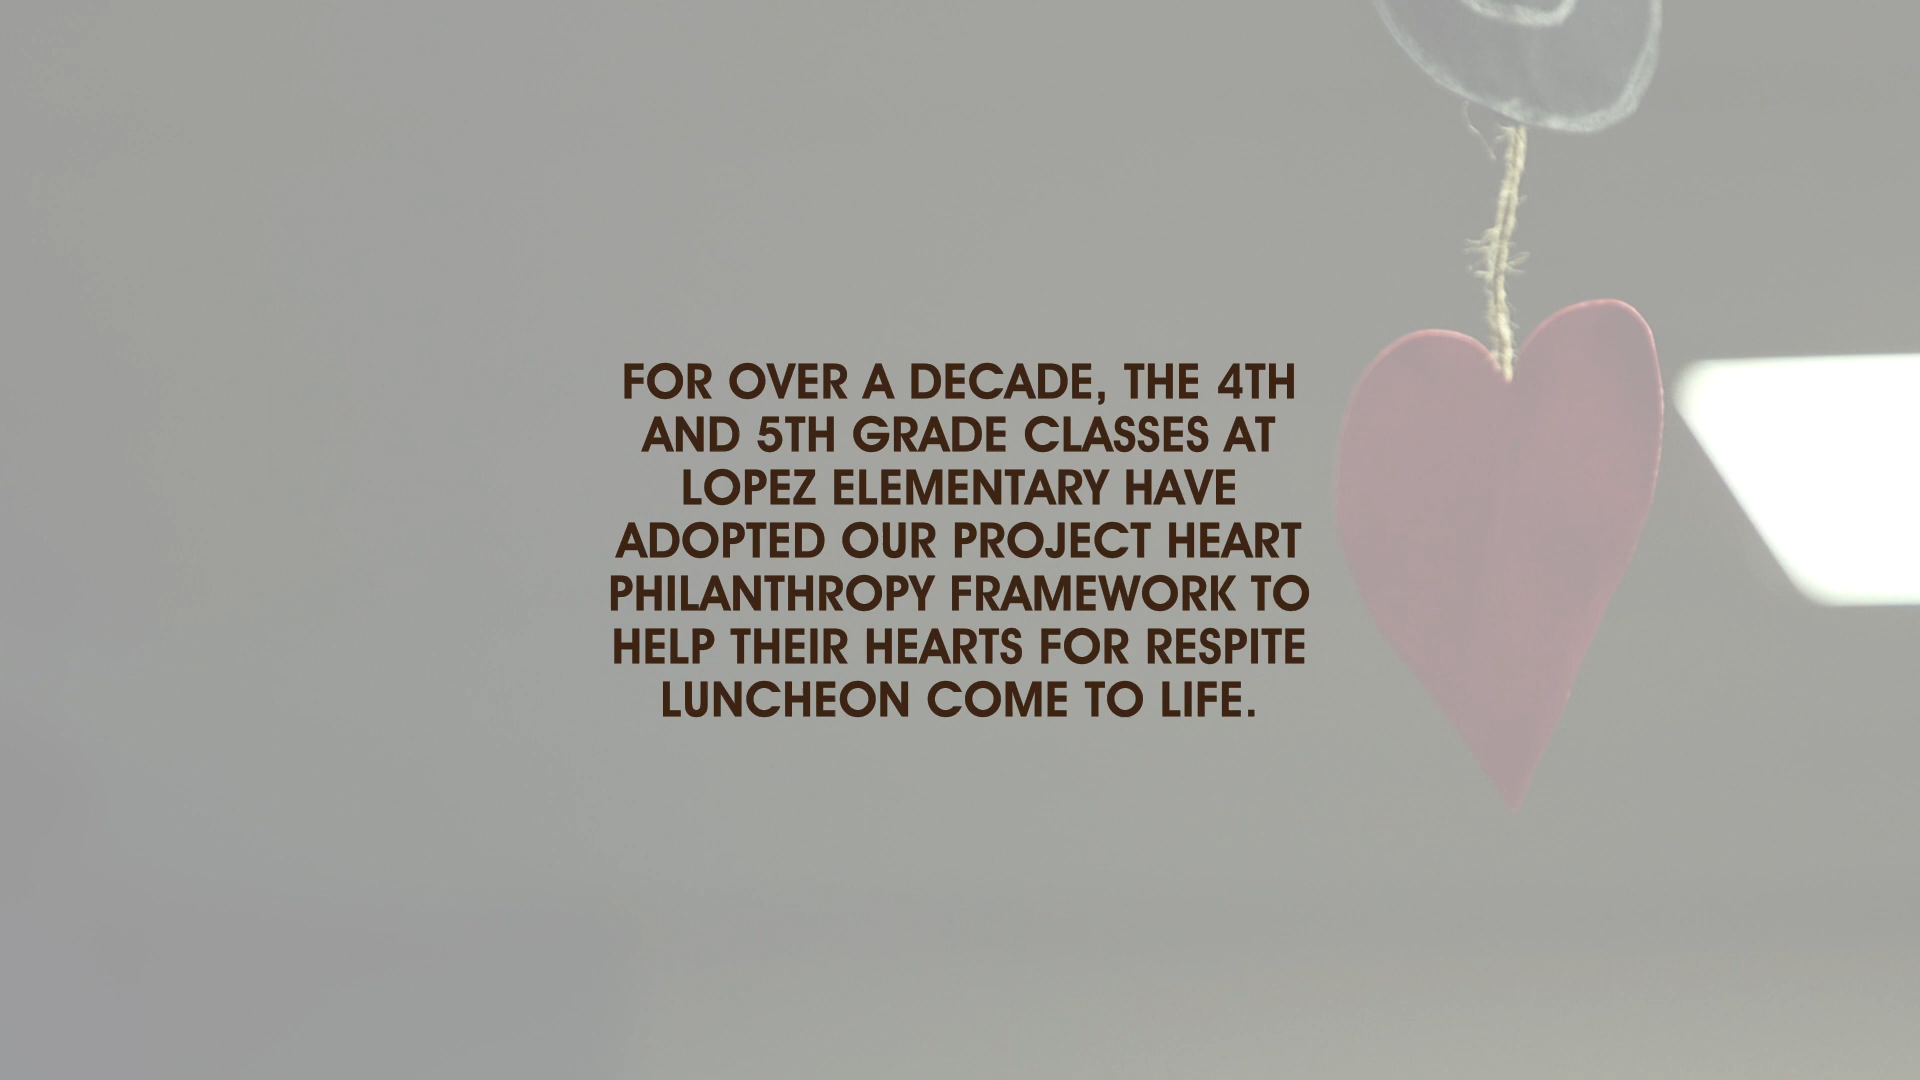 FOR OVER A DECADE, THE 4TH
AND 5TH GRADE CLASSES AT
LOPEZ ELEMENTARY HAVE
ADOPTED OUR PROJECT HEART
PHILANTHROPY FRAMEWORK TO
HELP THEIR HEARTS FOR RESPITE
LUNCHEON COME TO LIFE.